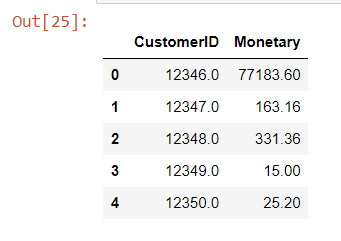 Out[25]:
CustomerID Monetary
0 12346.0 77183.60
1 12347.0 163.16
2 12348.0 331.36
3 12349.0 15.00
4 12350.0 25.20